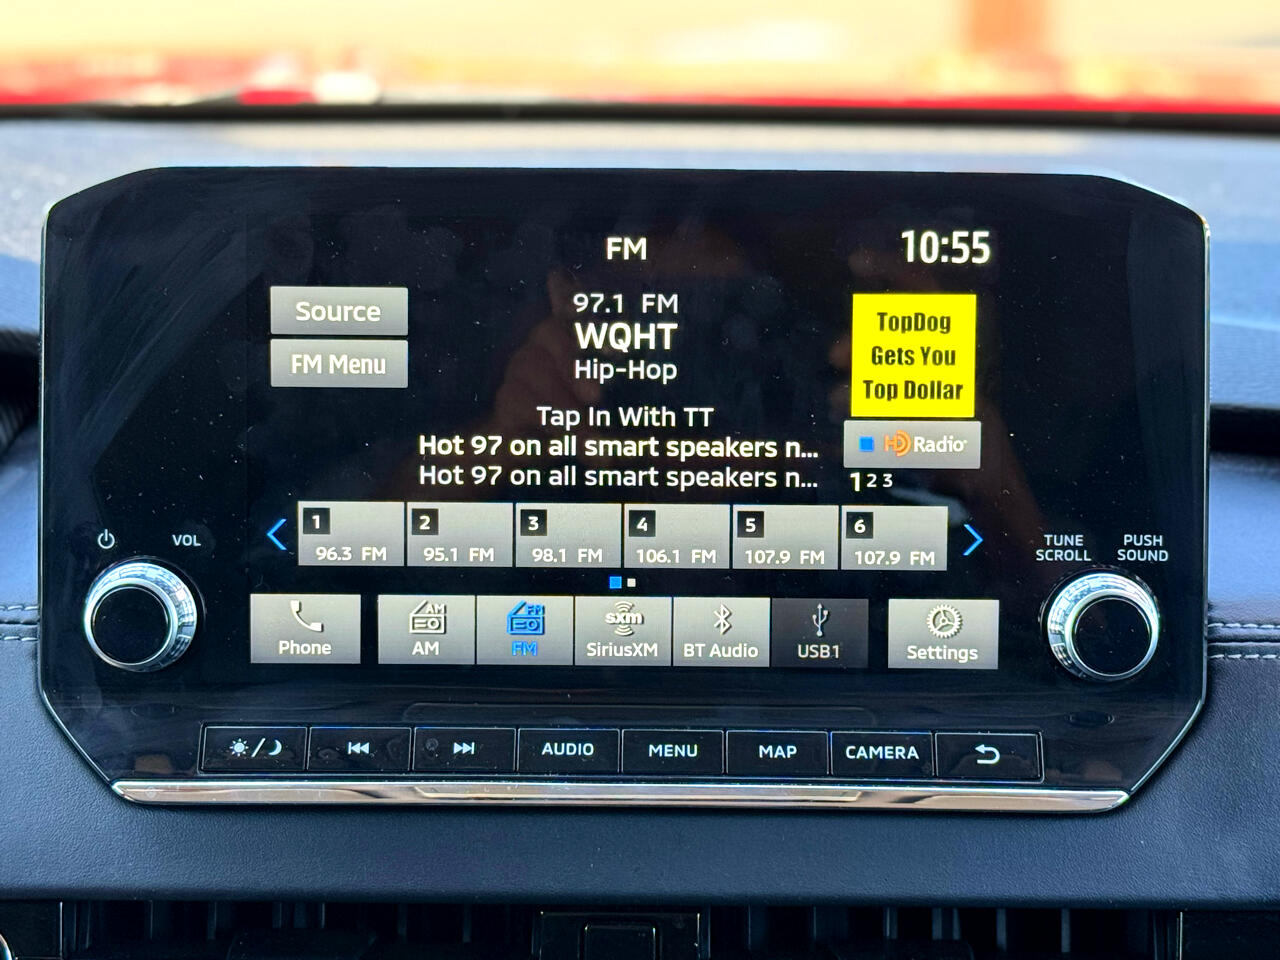 FM
10:55
Source
FM Menu
97.1 FM
WQHT
Hip-Hop
Tap In With TT
Hot 97 on all smart speakers n...
Hot 97 on all smart speakers n...
TopDog
Gets You
Top Dollar
HD Radio
1 2 3
1 96.3 FM
2 95.1 FM
3 98.1 FM
4 106.1 FM
5 107.9 FM
6 107.9 FM
VOL
TUNE
SCROLL
PUSH
SOUND
Phone
AM
AM
FM
FM
sxm
SiriusXM
BT Audio
USB1
Settings
AUDIO
MENU
MAP
CAMERA